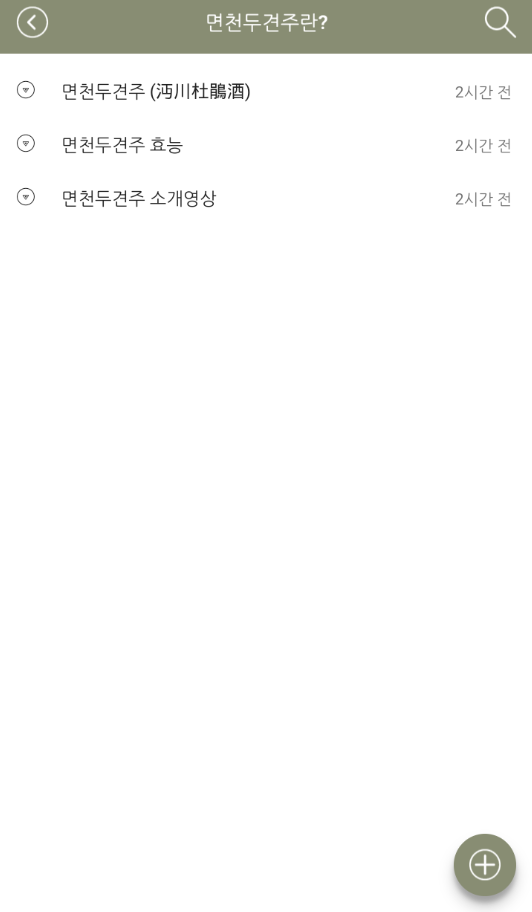 면천두견주란?
면천두견주 (沔川杜鵑酒) 2시간 전
면천두견주 효능 2시간 전
면천두견주 소개영상 2시간 전